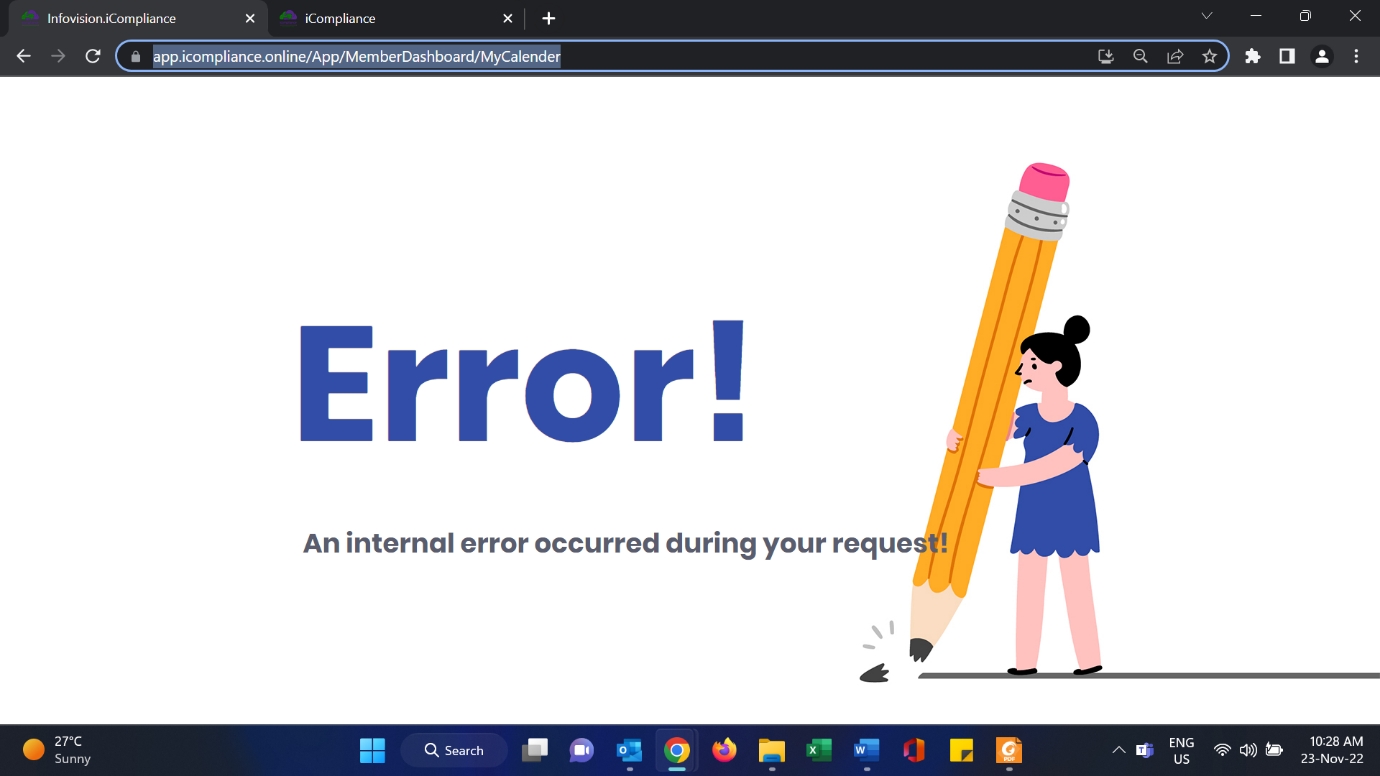 Infovision.iCompliance
iCompliance
app.icompliance.online/App/MemberDashboard/MyCalender
Error!
An internal error occurred during your request!
27°C
Sunny
Search
ENG
US
10:28 AM
23-Nov-22